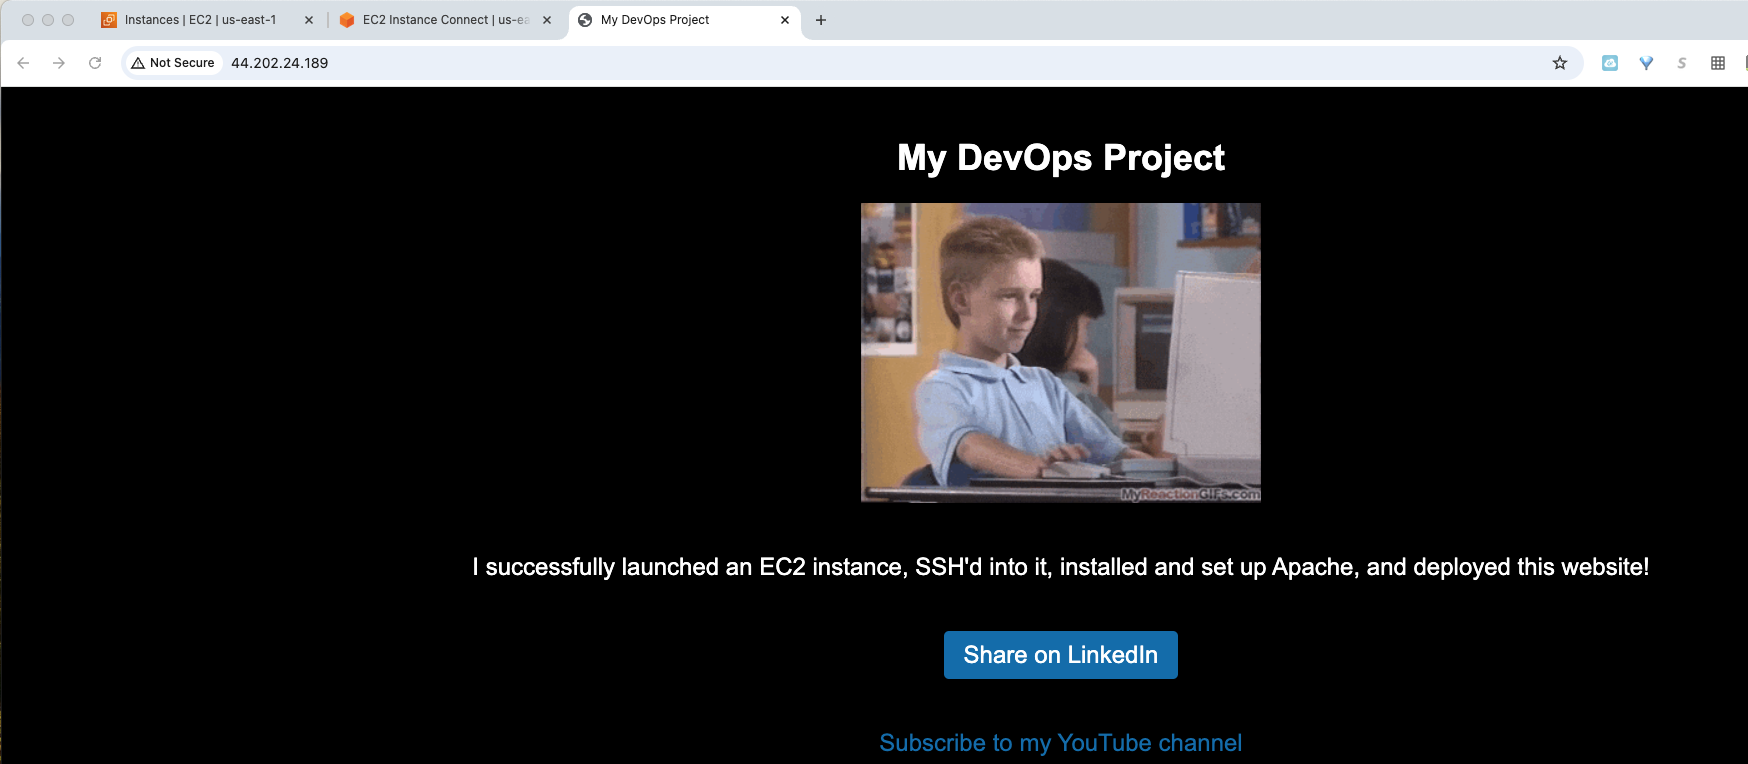 Instances | EC2 | us-east-1
EC2 Instance Connect | us-ea
My DevOps Project
Not Secure
44.202.24.189
My DevOps Project
MyReactionGIFs.com
I successfully launched an EC2 instance, SSH'd into it, installed and set up Apache, and deployed this website!
Share on LinkedIn
Subscribe to my YouTube channel